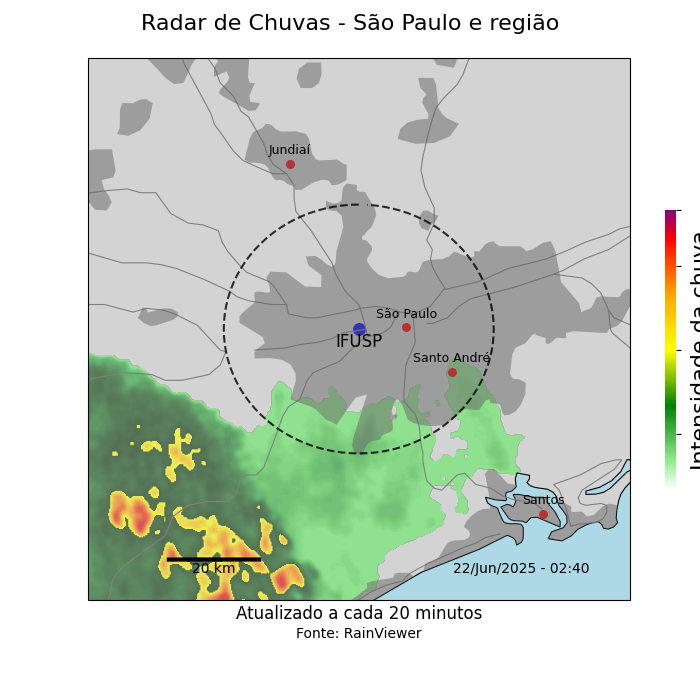 Radar de Chuvas - São Paulo e região
Jundiaí
São Paulo
IFUSP
Santo André
Santos
20 km
22/Jun/2025 - 02:40
Intensidade da chuva
Atualizado a cada 20 minutos
Fonte: RainViewer